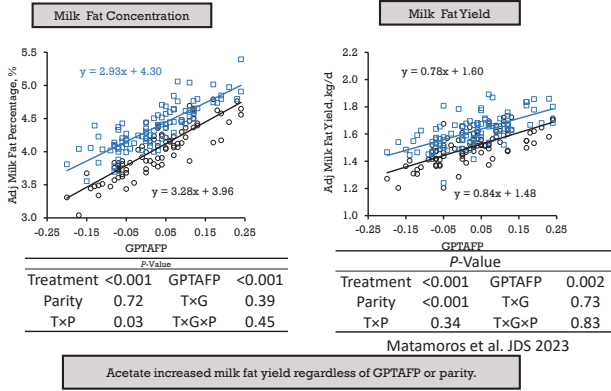 Milk Fat Concentration
Milk Fat Yield
Adj Milk Fat Percentage, %
5.5
5.0
4.5
4.0
3.5
3.0
y = 2.93x + 4.30
y = 3.28x + 3.96
-0.25 -0.15 -0.05 0.05 0.15 0.25
GPTAFP
Adj Milk Fat Yield, kg/d
2.2
2.0
1.8
1.6
1.4
1.2
1.0
y = 0.78x + 1.60
y = 0.84x + 1.48
-0.25 -0.15 -0.05 0.05 0.15 0.25
GPTAFP
P-Value
Treatment <0.001 GPTAFP <0.001
Parity 0.72 T×G 0.39
T×P 0.03 T×G×P 0.45
P-Value
Treatment <0.001 GPTAFP 0.002
Parity <0.001 T×G 0.73
T×P 0.34 T×G×P 0.83
Matamoros et al. JDS 2023
Acetate increased milk fat yield regardless of GPTAFP or parity.